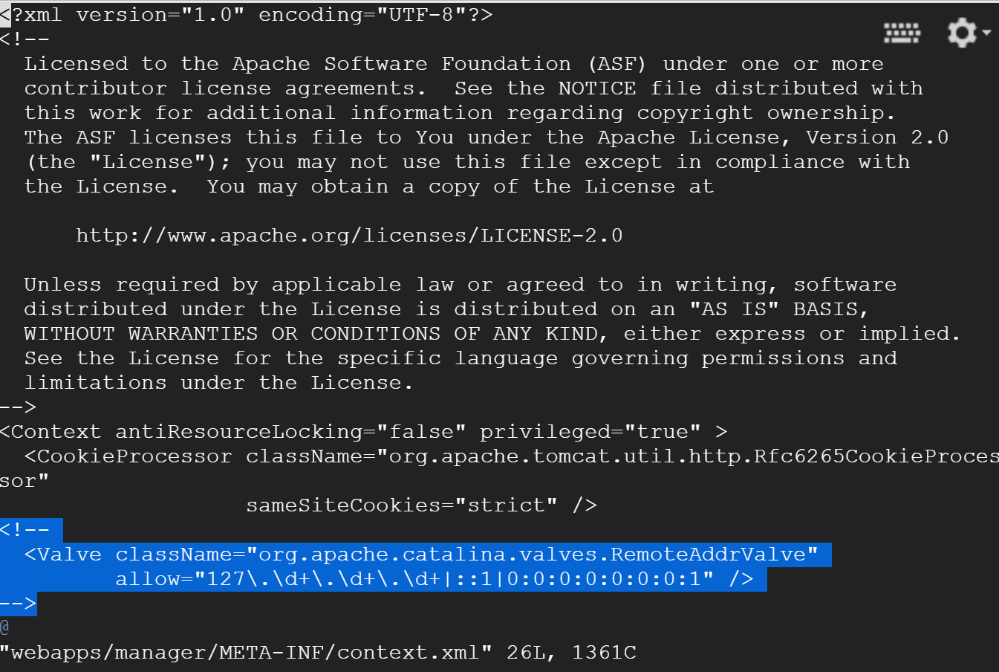 <?xml version="1.0" encoding="UTF-8"?>
<!--
  Licensed to the Apache Software Foundation (ASF) under one or more
  contributor license agreements.  See the NOTICE file distributed with
  this work for additional information regarding copyright ownership.
  The ASF licenses this file to You under the Apache License, Version 2.0
  (the "License"); you may not use this file except in compliance with
  the License.  You may obtain a copy of the License at

      http://www.apache.org/licenses/LICENSE-2.0

  Unless required by applicable law or agreed to in writing, software
  distributed under the License is distributed on an "AS IS" BASIS,
  WITHOUT WARRANTIES OR CONDITIONS OF ANY KIND, either express or implied.
  See the License for the specific language governing permissions and
  limitations under the License.
-->
<Context antiResourceLocking="false" privileged="true" >
  <CookieProcessor className="org.apache.tomcat.util.http.Rfc6265CookieProces
sor"
                   sameSiteCookies="strict" />
<!--
  <Valve className="org.apache.catalina.valves.RemoteAddrValve"
         allow="127\.\d+\.\d+\.\d+|::1|0:0:0:0:0:0:0:1" />
-->
@
"webapps/manager/META-INF/context.xml" 26L, 1361C